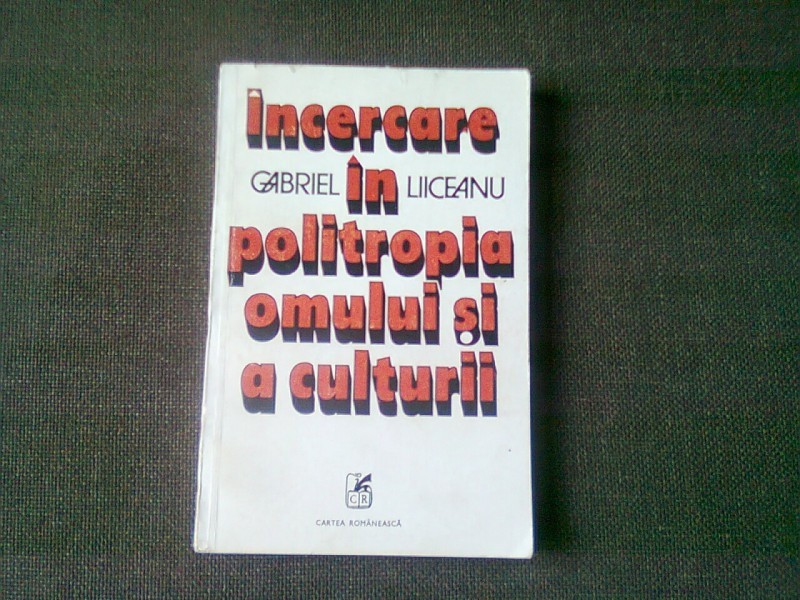 Încercare
GABRIEL în LIICEANU
politropia
omului și
a culturii
CR
CARTEA ROMÂNEASCĂ